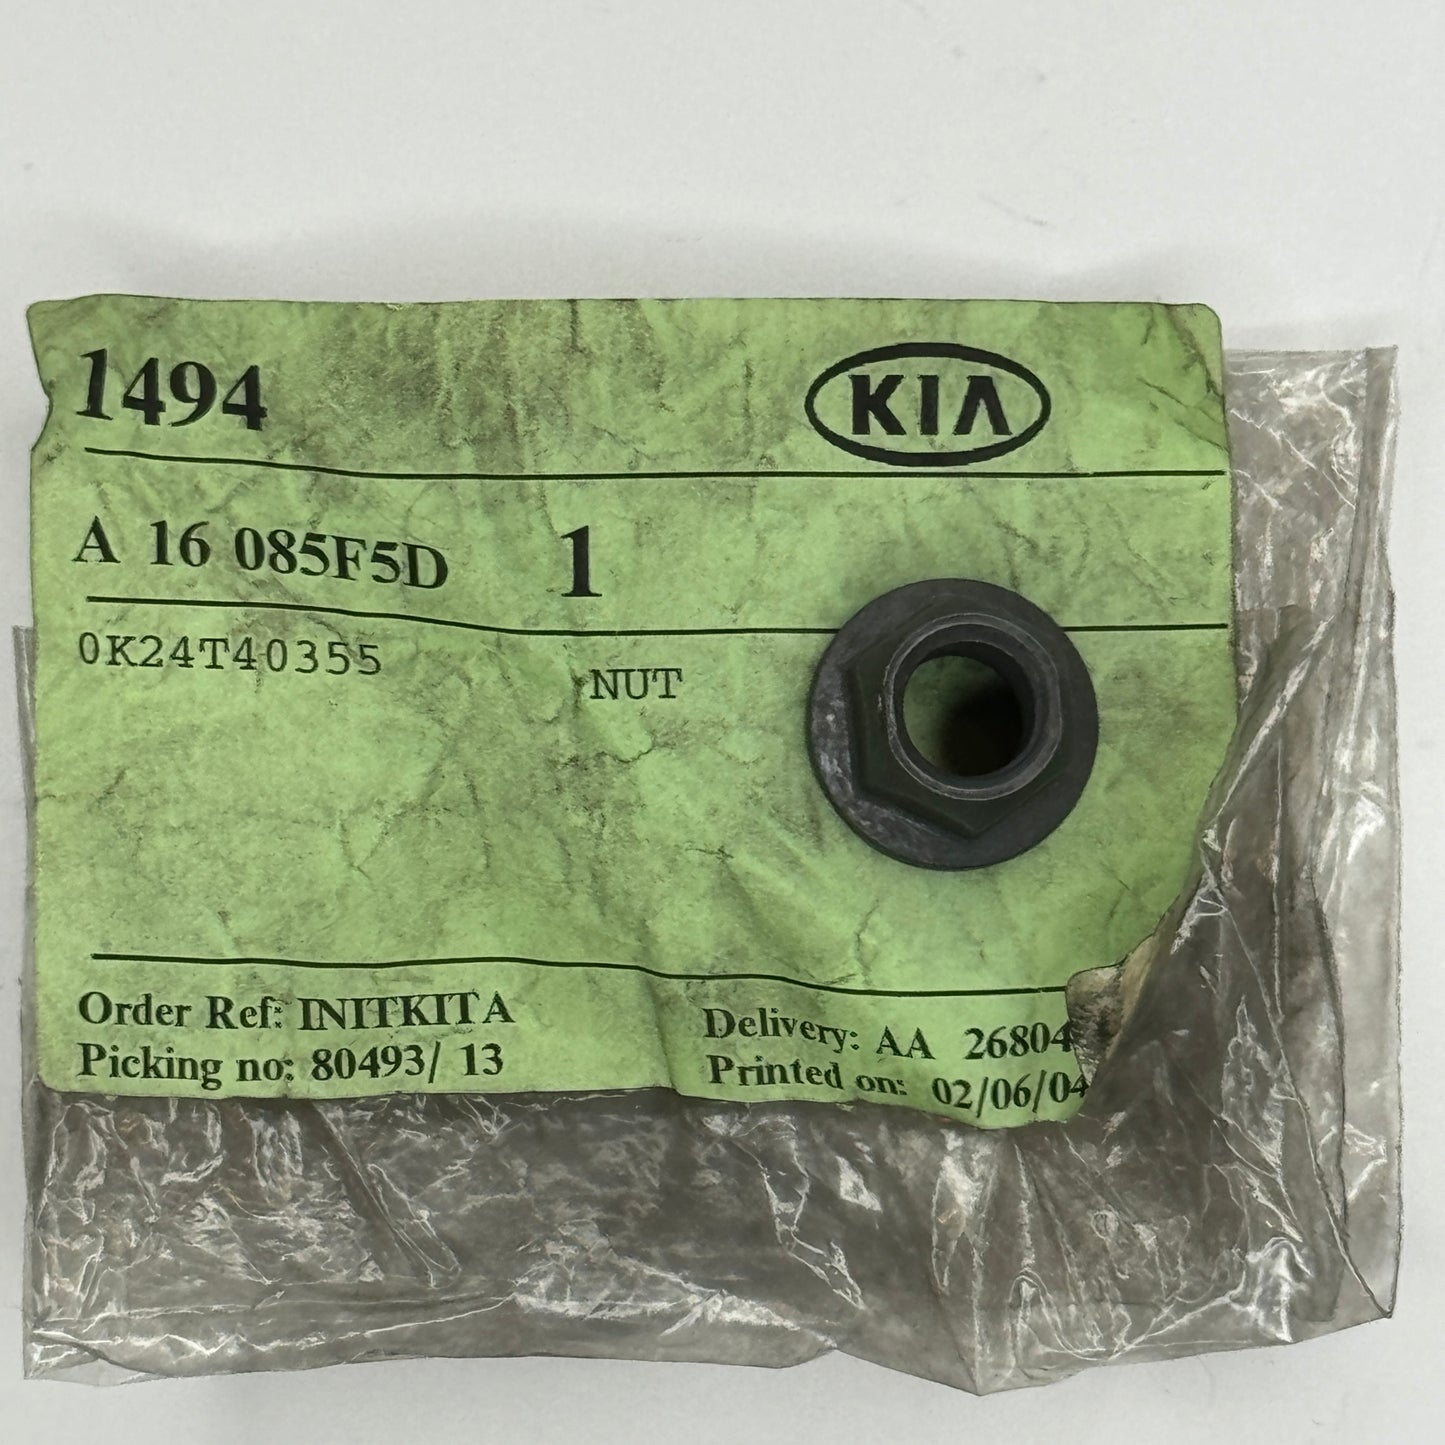 1494
KIA
A 16 085F5D 1
0K24T40355 NUT
Order Ref: INITKITA Delivery: AA 26804
Picking no: 80493/ 13 Printed on: 02/06/04